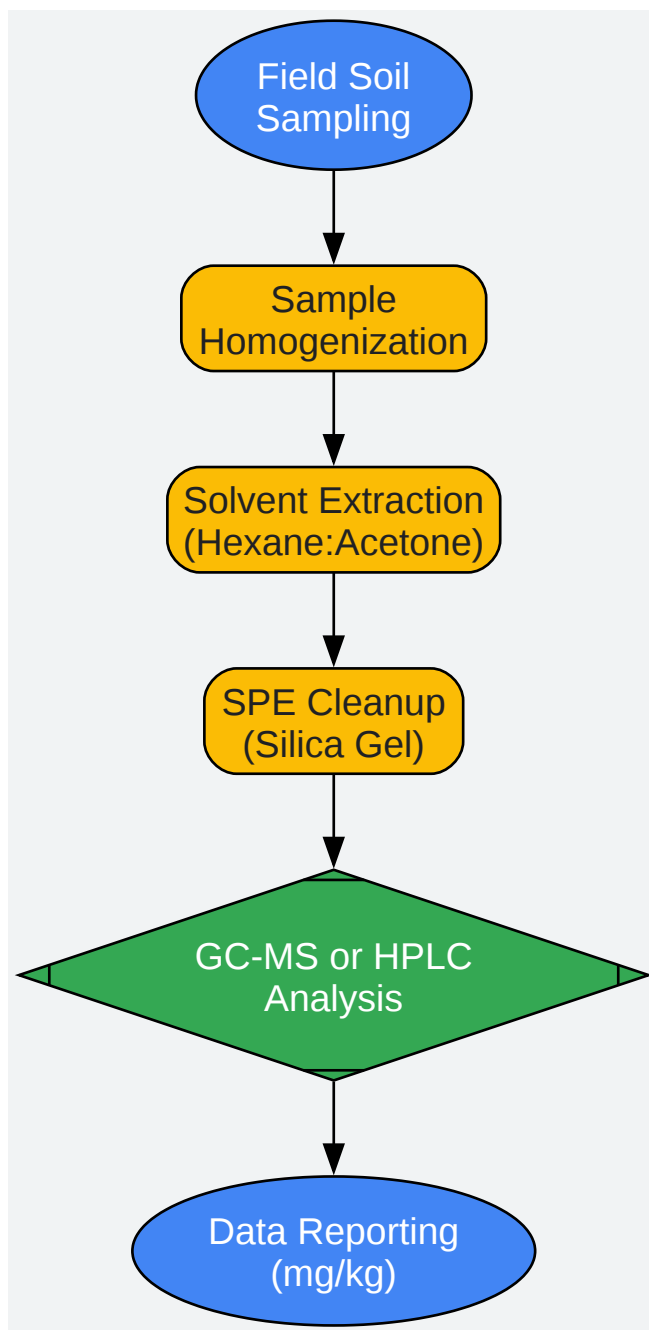 Field Soil
Sampling
Sample
Homogenization
Solvent Extraction
(Hexane:Acetone)
SPE Cleanup
(Silica Gel)
GC-MS or HPLC
Analysis
Data Reporting
(mg/kg)